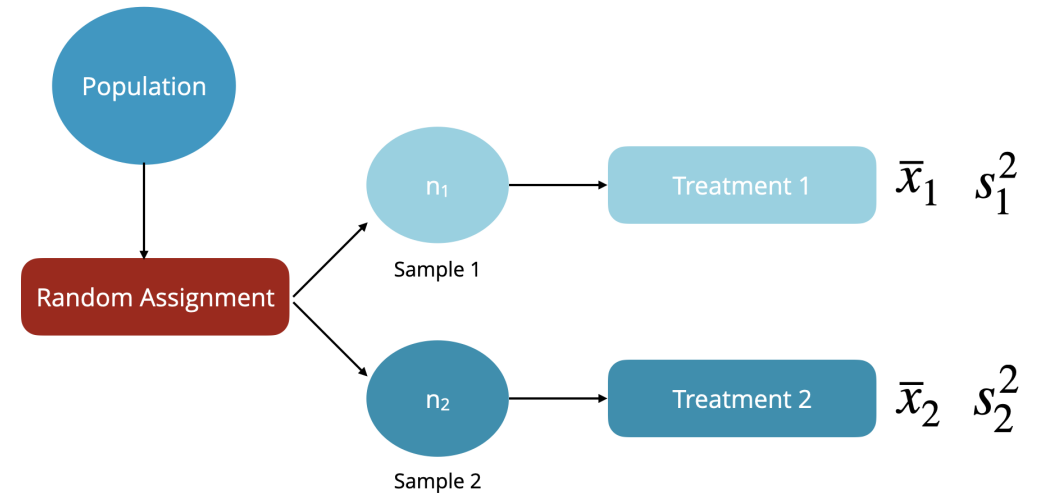 Population
Random Assignment
n₁
Sample 1
Treatment 1
x̅₁ s₁²
n₂
Sample 2
Treatment 2
x̅₂ s₂²